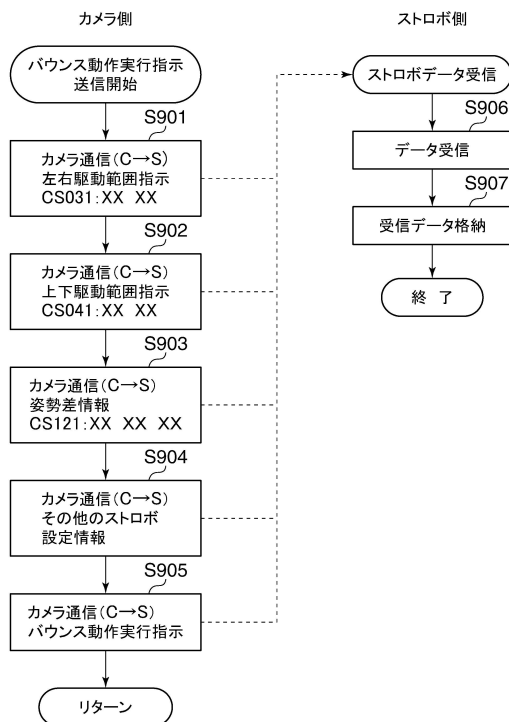 カメラ側
バウンス動作実行指示
送信開始
S901
カメラ通信(C→S)
左右駆動範囲指示
CS031:XX XX
S902
カメラ通信(C→S)
上下駆動範囲指示
CS041:XX XX
S903
カメラ通信(C→S)
姿勢差情報
CS121:XX XX XX
S904
カメラ通信(C→S)
その他のストロボ
設定情報
S905
カメラ通信(C→S)
バウンス動作実行指示
リターン
ストロボ側
ストロボデータ受信
S906
データ受信
S907
受信データ格納
終 了